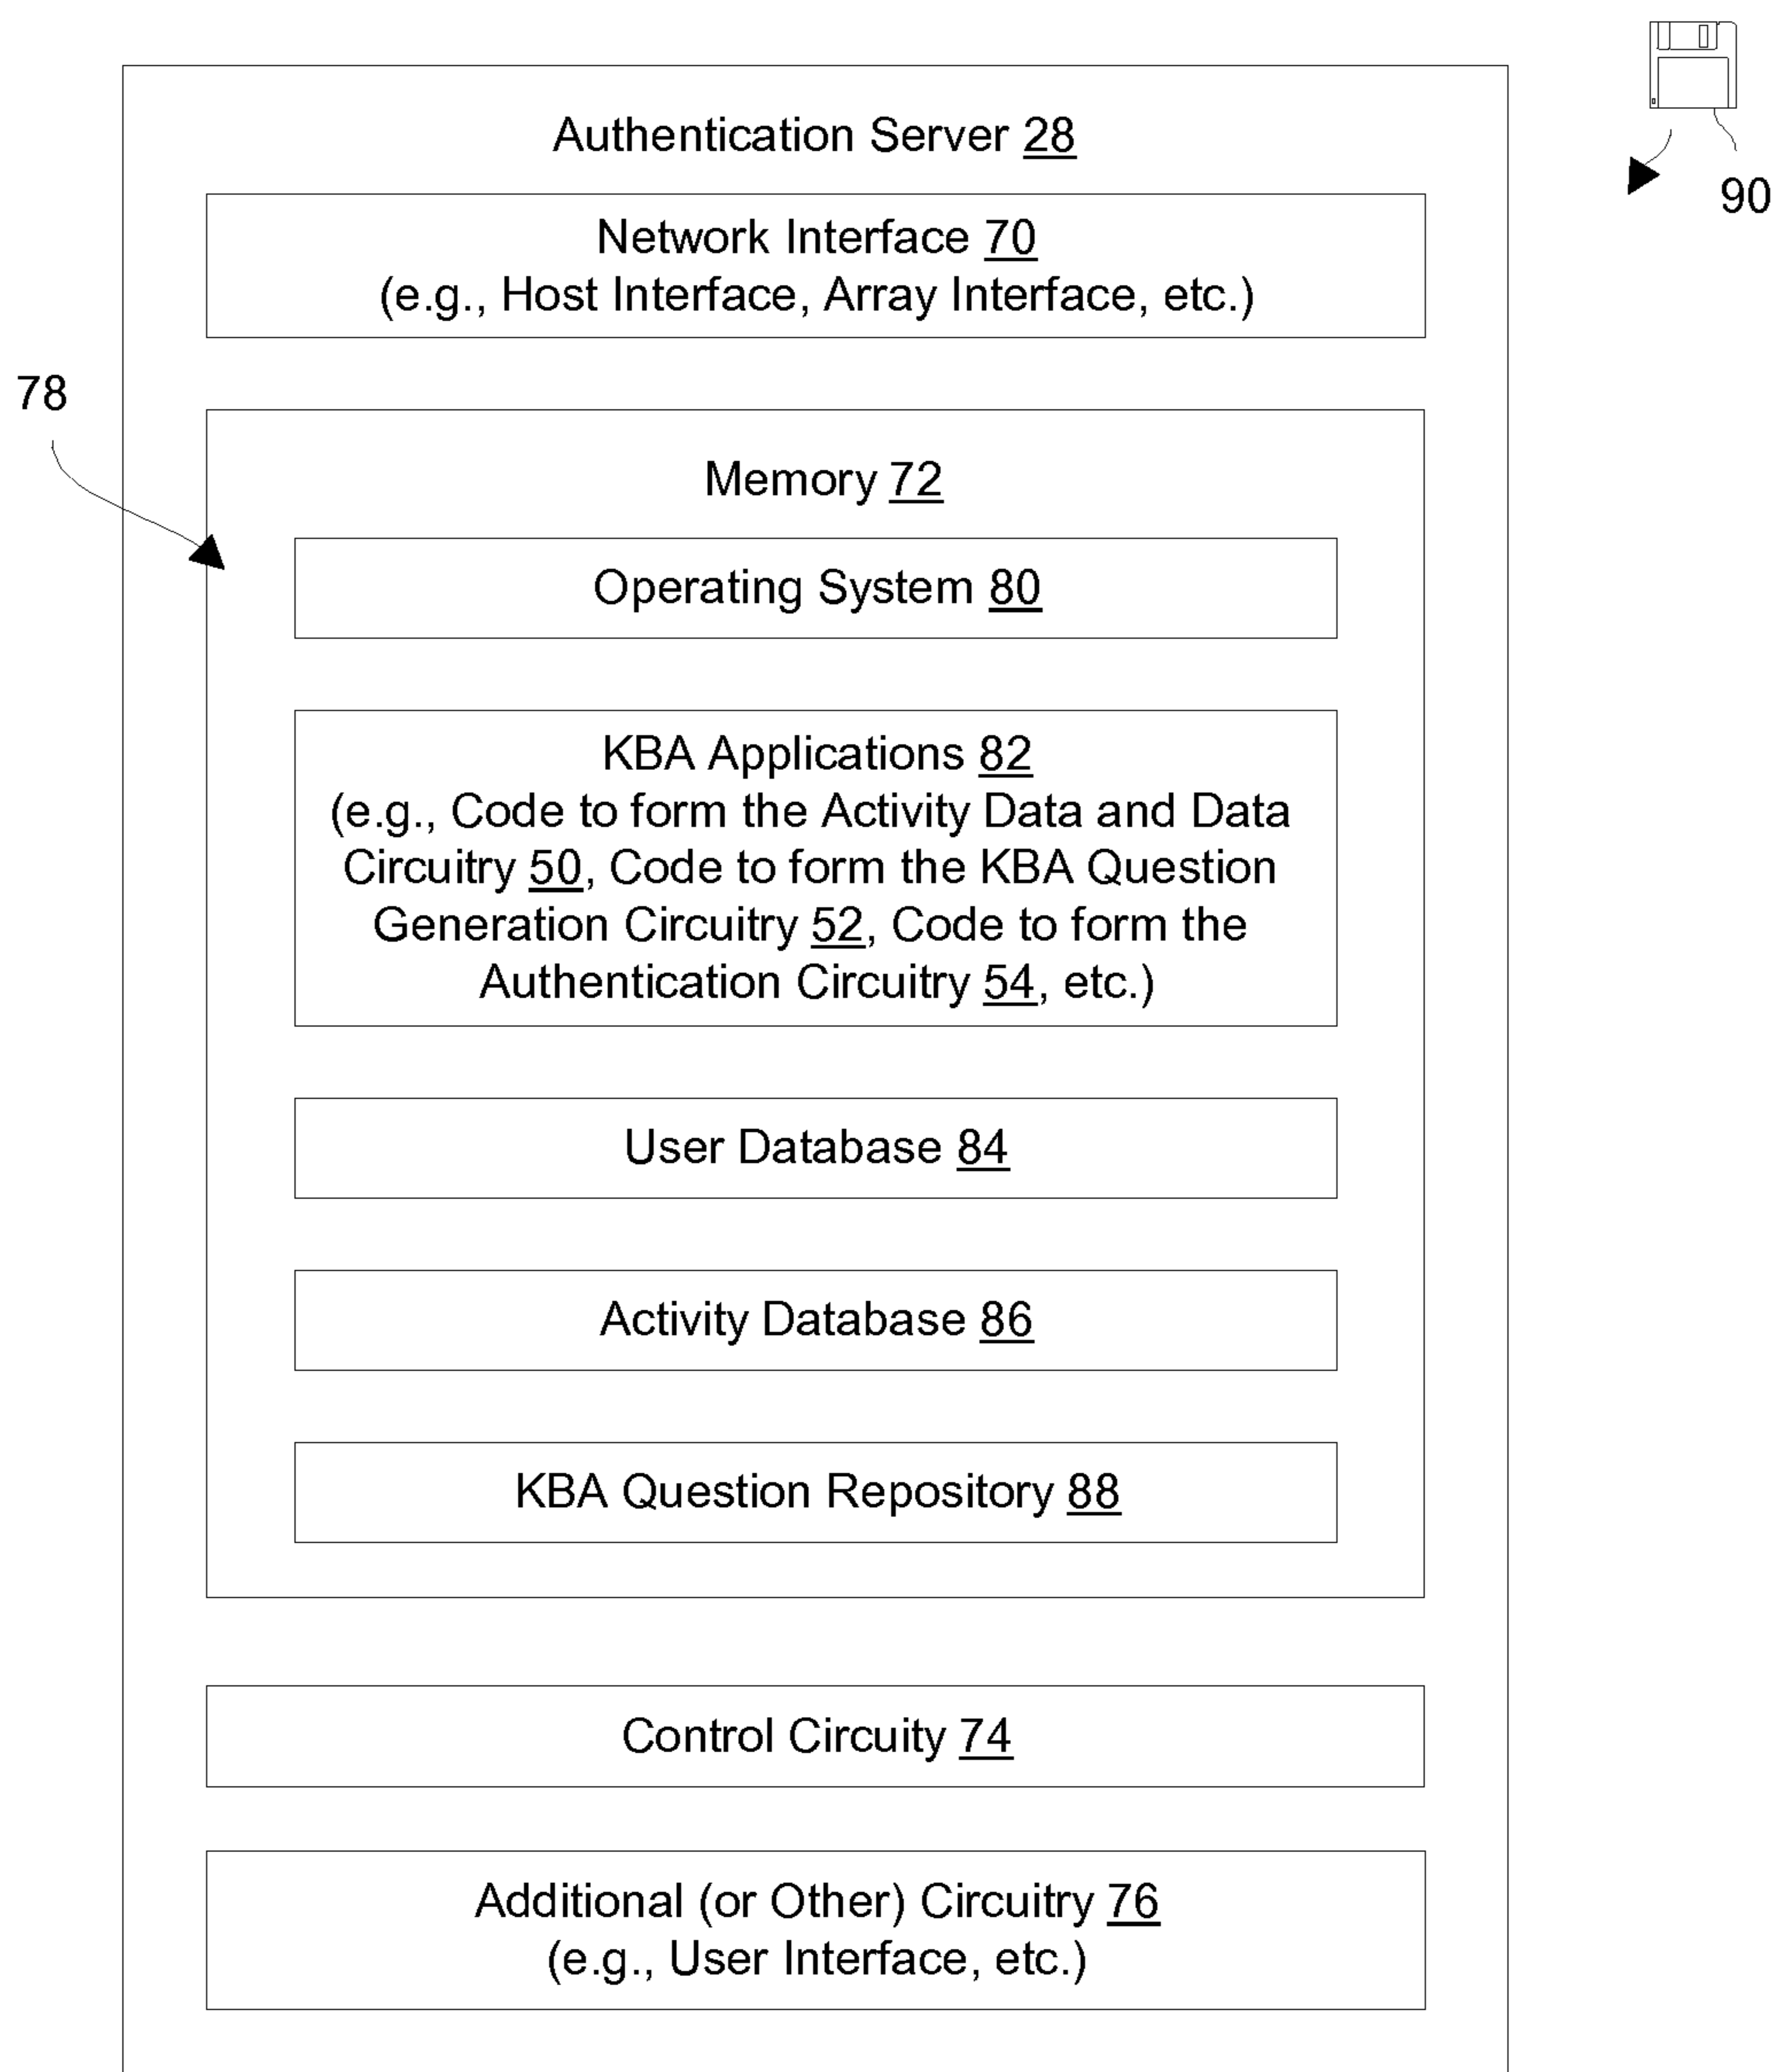 Authentication Server 28
90
Network Interface 70
(e.g., Host Interface, Array Interface, etc.)
78
Memory 72
Operating System 80
KBA Applications 82
(e.g., Code to form the Activity Data and Data
Circuitry 50, Code to form the KBA Question
Generation Circuitry 52, Code to form the
Authentication Circuitry 54, etc.)
User Database 84
Activity Database 86
KBA Question Repository 88
Control Circuity 74
Additional (or Other) Circuitry 76
(e.g., User Interface, etc.)